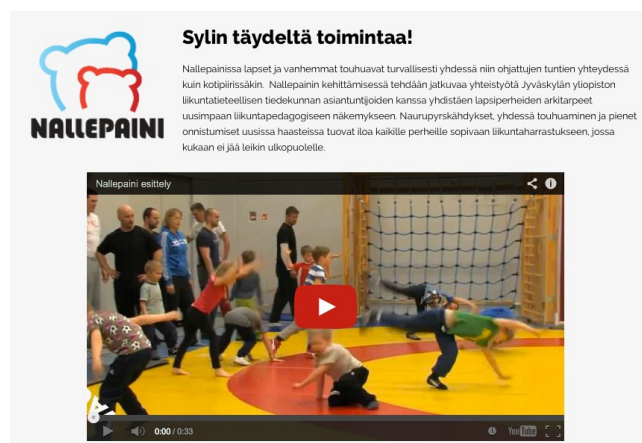 Sylin täydeltä toimintaa!
Nallepainissa lapset ja vanhemmat touhuavat turvallisesti yhdessä niin ohjattujen tuntien yhteydessä
kuin kotipiirissäkin. Nallepainin kehittämisessä tehdään jatkuvaa yhteistyötä Jyväskylän yliopiston
liikuntatieteellisen tiedekunnan asiantuntijoiden kanssa yhdistäen lapsiperheiden arkitarpeet
uusimpaan liikuntapedagogiseen näkemykseen. Naurupyrskähdykset, yhdessä touhuaminen ja pienet
onnistumiset uusissa haasteissa tuovat iloa kaikille perheille sopivaan liikuntaharrastukseen, jossa
kukaan ei jää leikin ulkopuolelle.
NALLEPAINI
Nallepaini esittely
0:00 / 0:33
YouTube